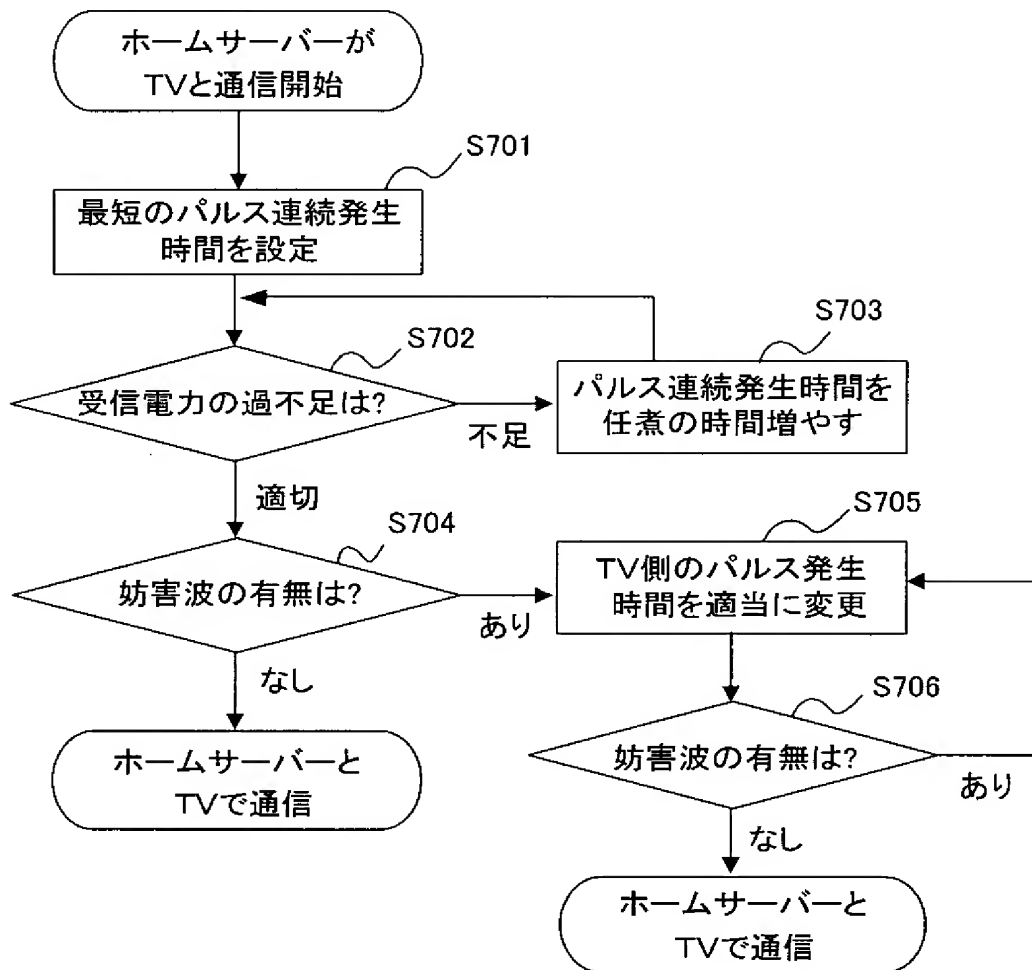 ホームサーバーが
TVと通信開始
S701
最短のパルス連続発生
時間を設定
S702
受信電力の過不足は?
不足
S703
パルス連続発生時間を
任煮の時間増やす
適切
S704
妨害波の有無は?
あり
S705
TV側のパルス発生
時間を適当に変更
なし
S706
妨害波の有無は?
あり
ホームサーバーと
TVで通信
なし
ホームサーバーと
TVで通信